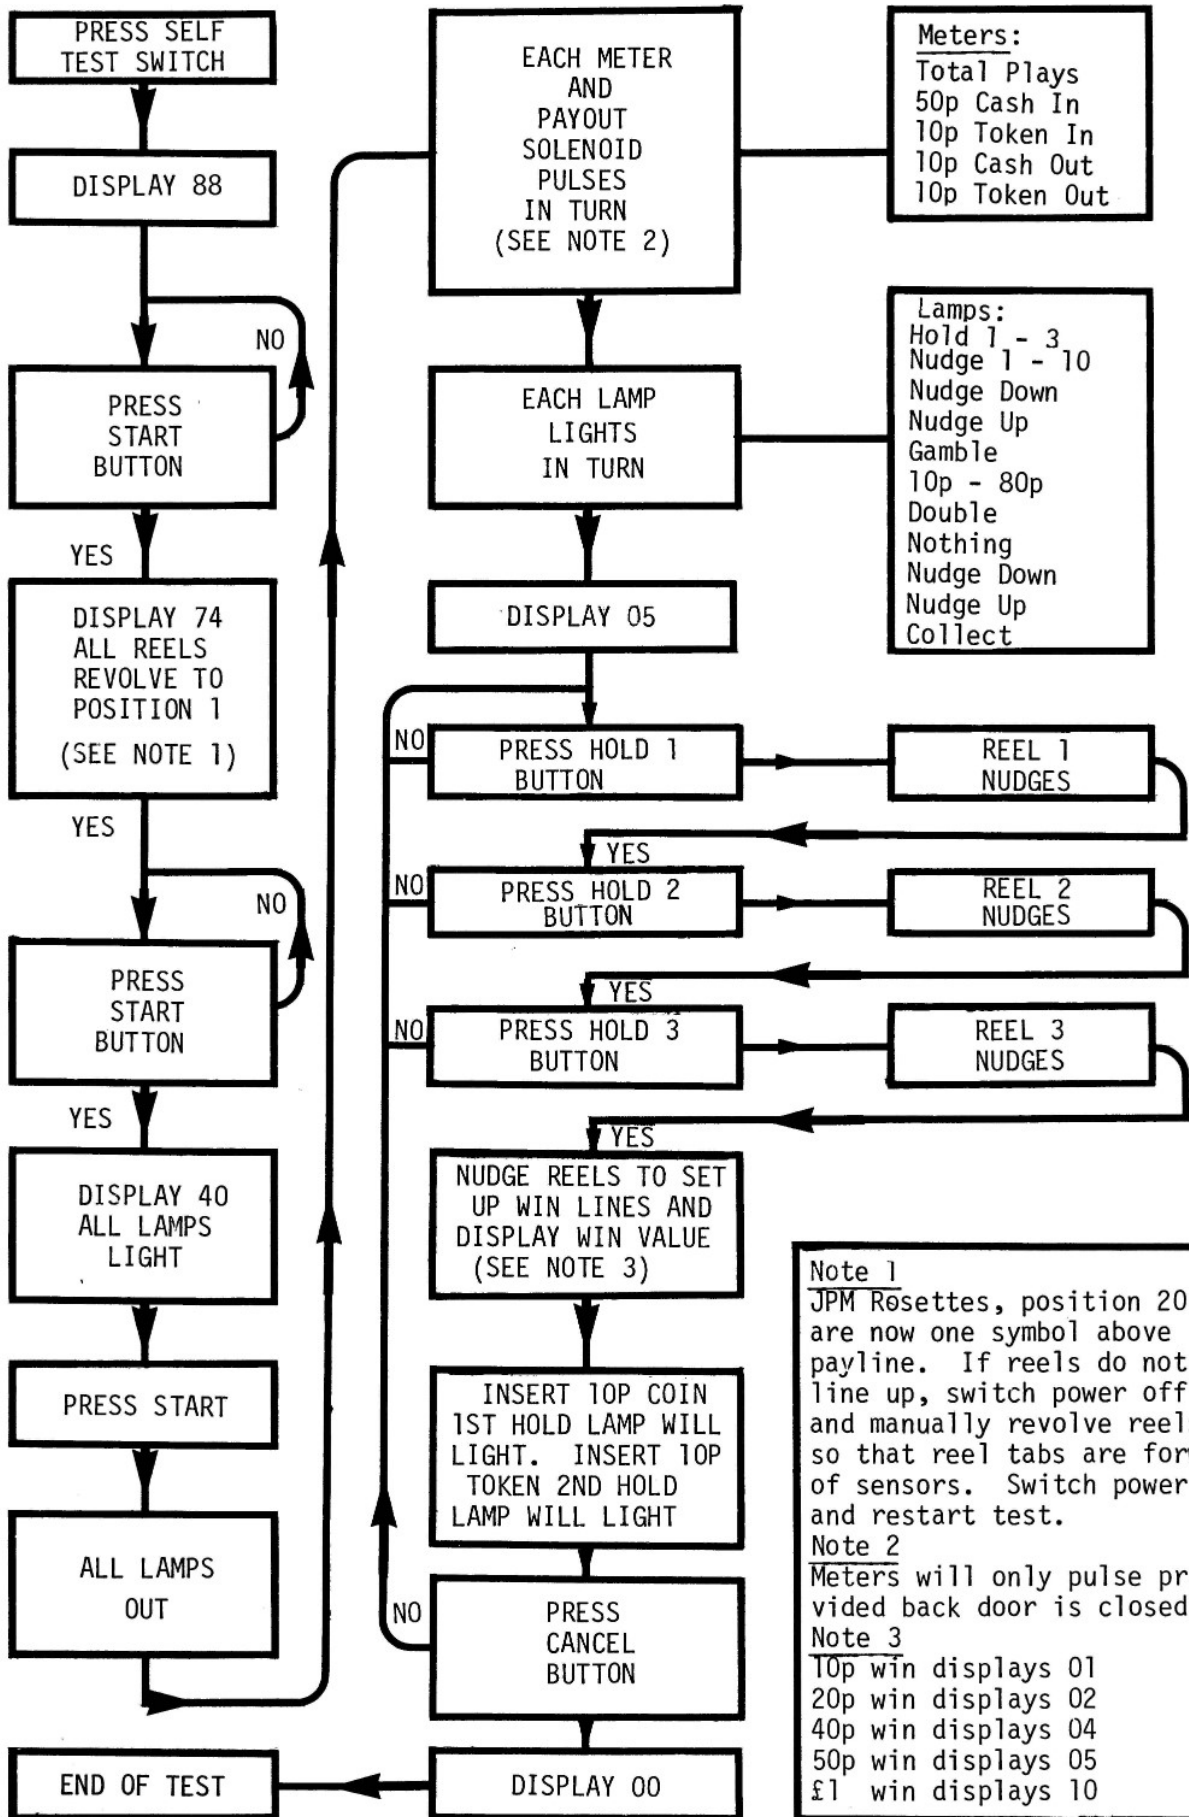 PRESS SELF
TEST SWITCH
DISPLAY 88
NO
PRESS
START
BUTTON
YES
DISPLAY 74
ALL REELS
REVOLVE TO
POSITION 1
(SEE NOTE 1)
YES
NO
PRESS
START
BUTTON
YES
DISPLAY 40
ALL LAMPS
LIGHT
PRESS START
ALL LAMPS
OUT
EACH METER
AND
PAYOUT
SOLENOID
PULSES
IN TURN
(SEE NOTE 2)
Meters:
Total Plays
50p Cash In
10p Token In
10p Cash Out
10p Token Out
EACH LAMP
LIGHTS
IN TURN
Lamps:
Hold 1 - 3
Nudge 1 - 10
Nudge Down
Nudge Up
Gamble
10p - 80p
Double
Nothing
Nudge Down
Nudge Up
Collect
DISPLAY 05
NO
PRESS HOLD 1
BUTTON
REEL 1
NUDGES
YES
NO
PRESS HOLD 2
BUTTON
REEL 2
NUDGES
YES
NO
PRESS HOLD 3
BUTTON
REEL 3
NUDGES
YES
NUDGE REELS TO SET
UP WIN LINES AND
DISPLAY WIN VALUE
(SEE NOTE 3)
INSERT 10P COIN
1ST HOLD LAMP WILL
LIGHT. INSERT 10P
TOKEN 2ND HOLD
LAMP WILL LIGHT
NO
PRESS
CANCEL
BUTTON
DISPLAY 00
END OF TEST
Note 1
JPM Rosettes, position 20
are now one symbol above
payline. If reels do not
line up, switch power off
and manually revolve reel
so that reel tabs are for
of sensors. Switch power
and restart test.
Note 2
Meters will only pulse pr
vided back door is closed
Note 3
10p win displays 01
20p win displays 02
40p win displays 04
50p win displays 05
£1 win displays 10